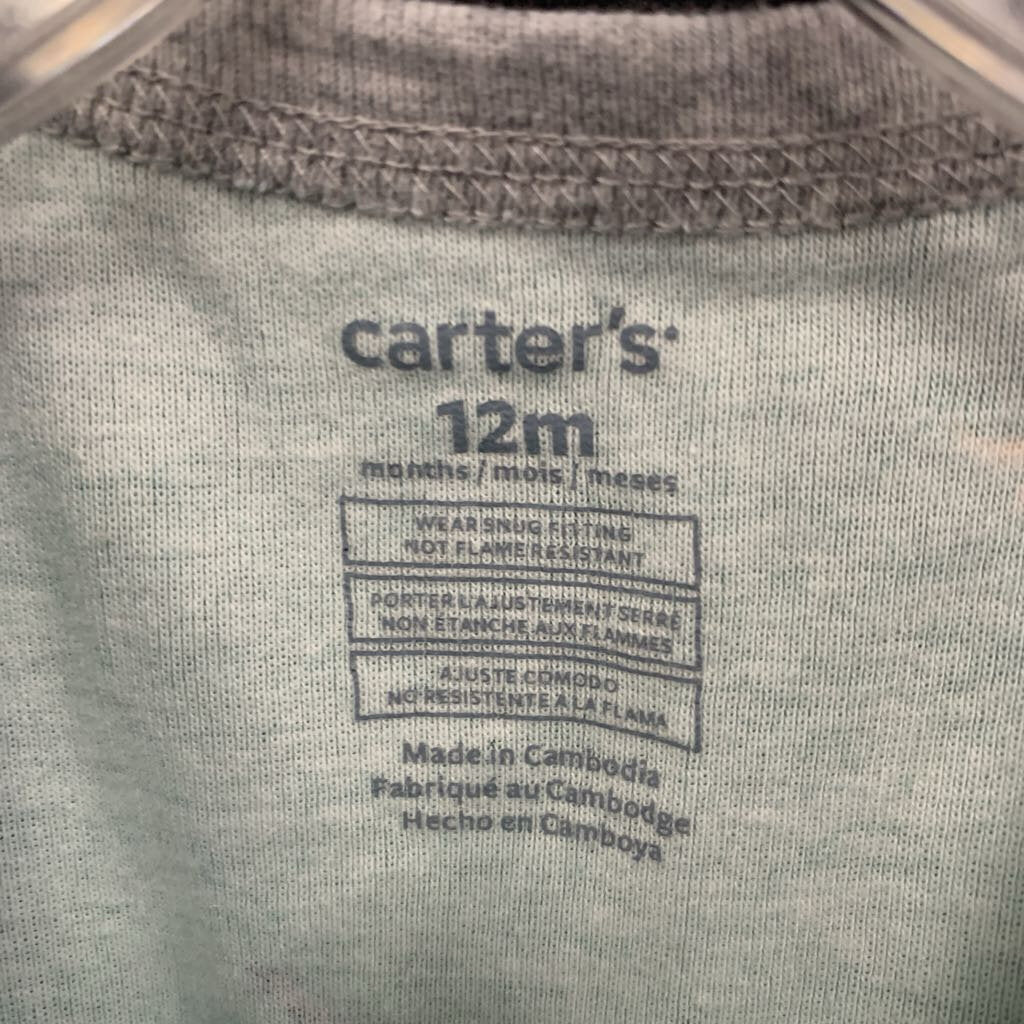 carter's
12m
months / mois / meses
WEAR SNUG FITTING
NOT FLAME RESISTANT
PORTER L'AJUSTEMENT SERRÉ
NON ÉTANCHE AUX FLAMMES
AJUSTE COMODO
NO RESISTENTE A LA FLAMA
Made in Cambodia
Fabriqué au Cambodge
Hecho en Camboya